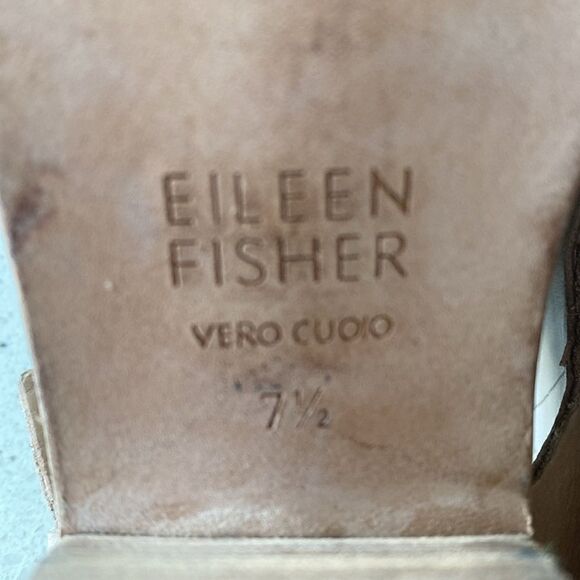 EILEEN
FISHER
VERO CUOIO
7½